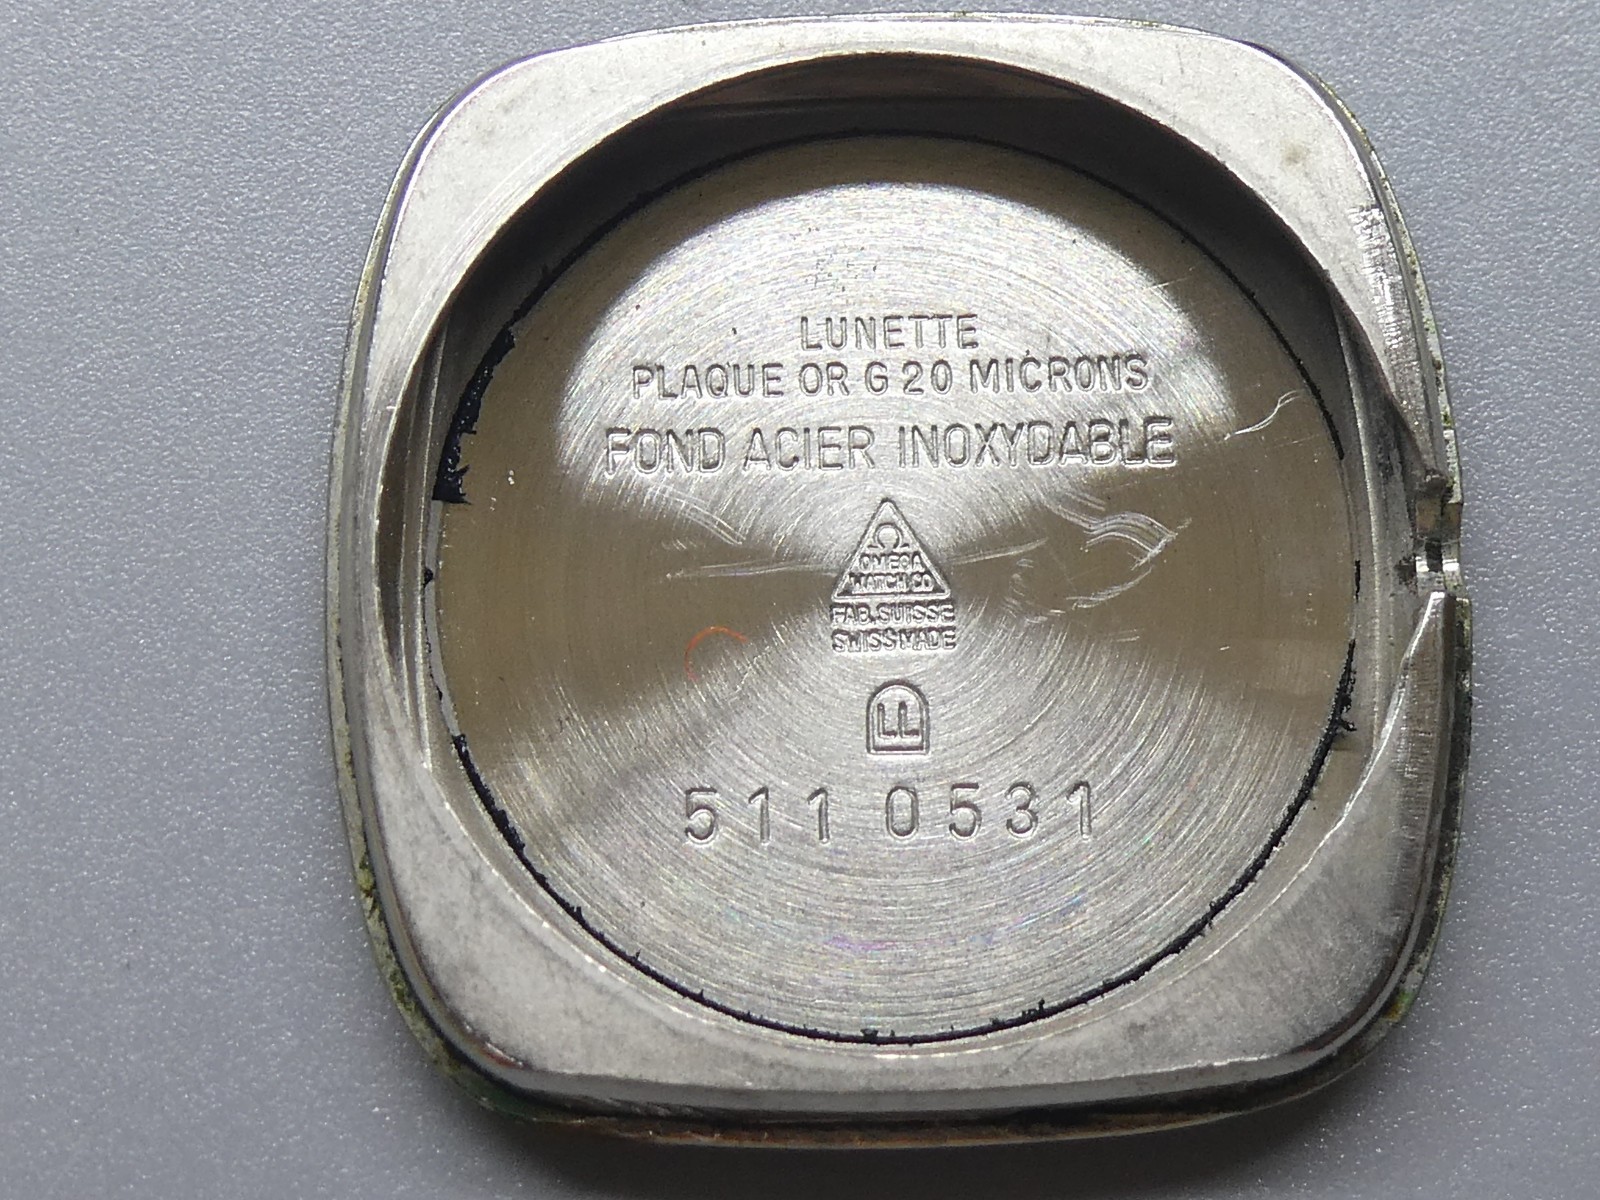 LUNETTE
PLAQUE OR G 20 MICRONS
FOND ACIER INOXYDABLE
Ω
OMEGA
WATCH CO
FAB. SUISSE
SWISS MADE
LL
511 0531